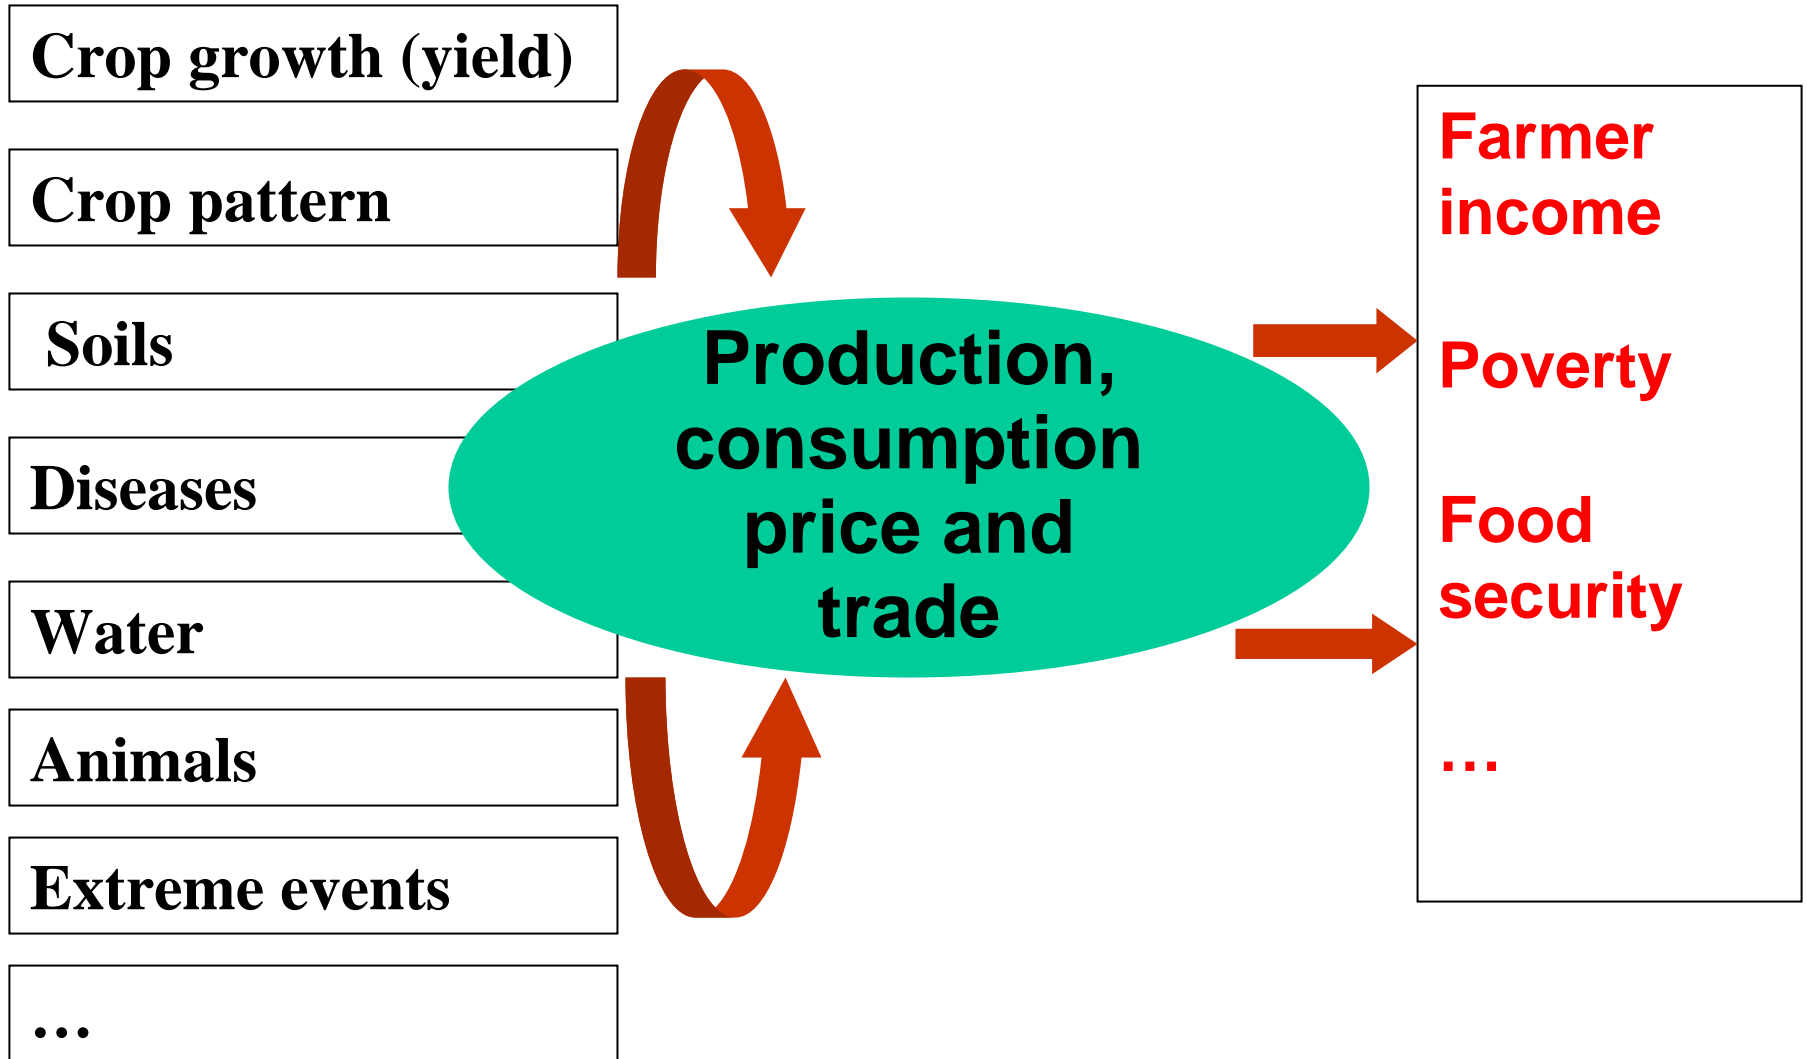 Crop growth (yield)
Crop pattern
Soils
Diseases
Water
Animals
Extreme events
…
Production,
consumption
price and
trade
Farmer
income
Poverty
Food
security
…